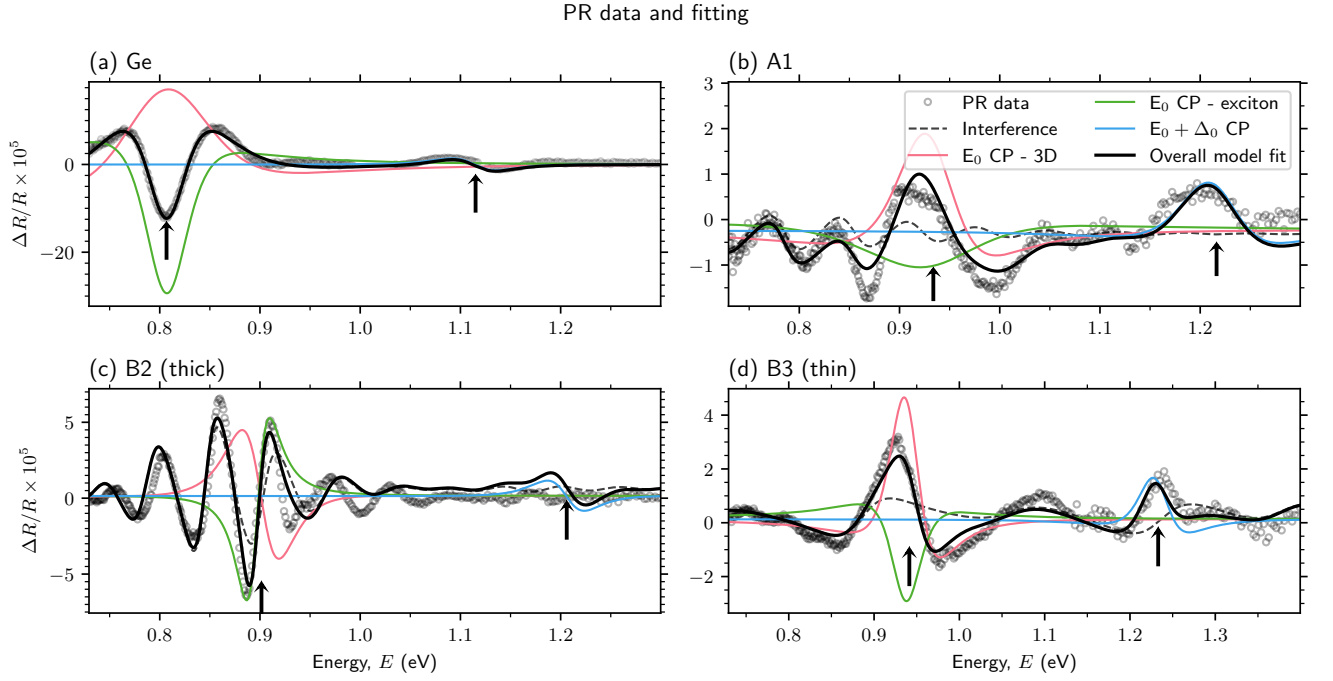 PR data and fitting
(a) Ge
0
−20
ΔR/R × 10⁵
0.8 0.9 1.0 1.1 1.2
(b) A1
3
2
1
0
−1
PR data
Interference
E₀ CP - 3D
E₀ CP - exciton
E₀ + Δ₀ CP
Overall model fit
0.8 0.9 1.0 1.1 1.2
(c) B2 (thick)
5
0
−5
ΔR/R × 10⁵
0.8 0.9 1.0 1.1 1.2
Energy, E (eV)
(d) B3 (thin)
4
2
0
−2
0.8 0.9 1.0 1.1 1.2 1.3
Energy, E (eV)